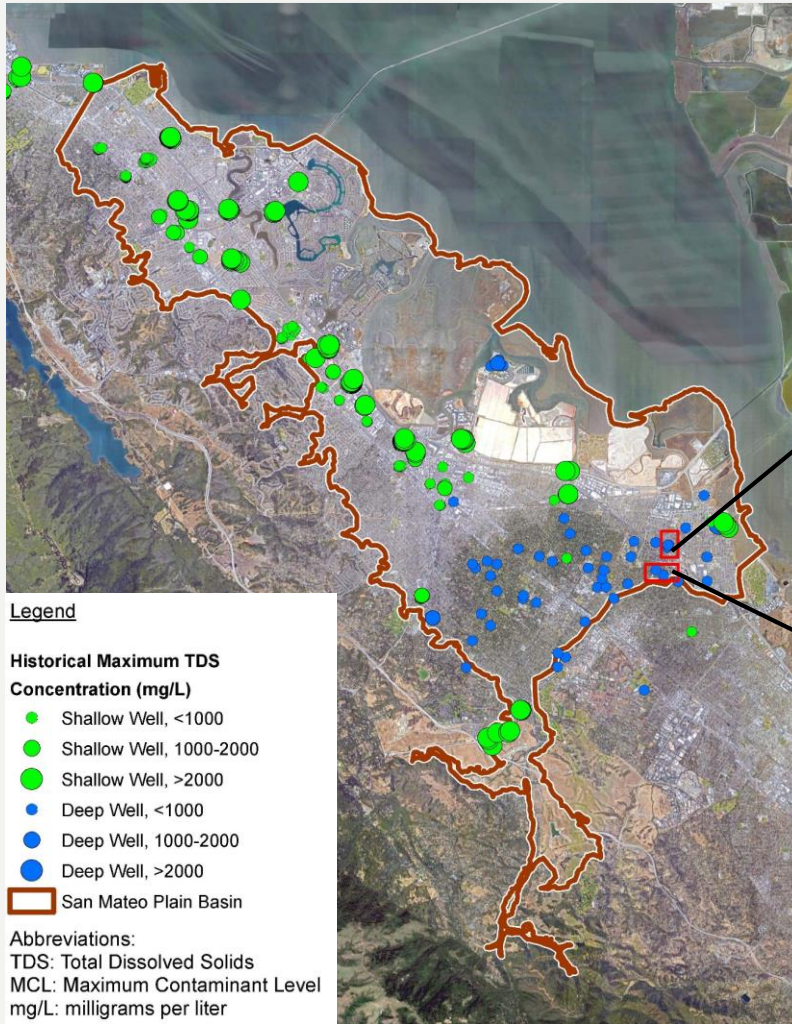 Legend
Historical Maximum TDS
Concentration (mg/L)
Shallow Well, <1000
Shallow Well, 1000-2000
Shallow Well, >2000
Deep Well, <1000
Deep Well, 1000-2000
Deep Well, >2000
San Mateo Plain Basin
Abbreviations:
TDS: Total Dissolved Solids
MCL: Maximum Contaminant Level
mg/L: milligrams per liter